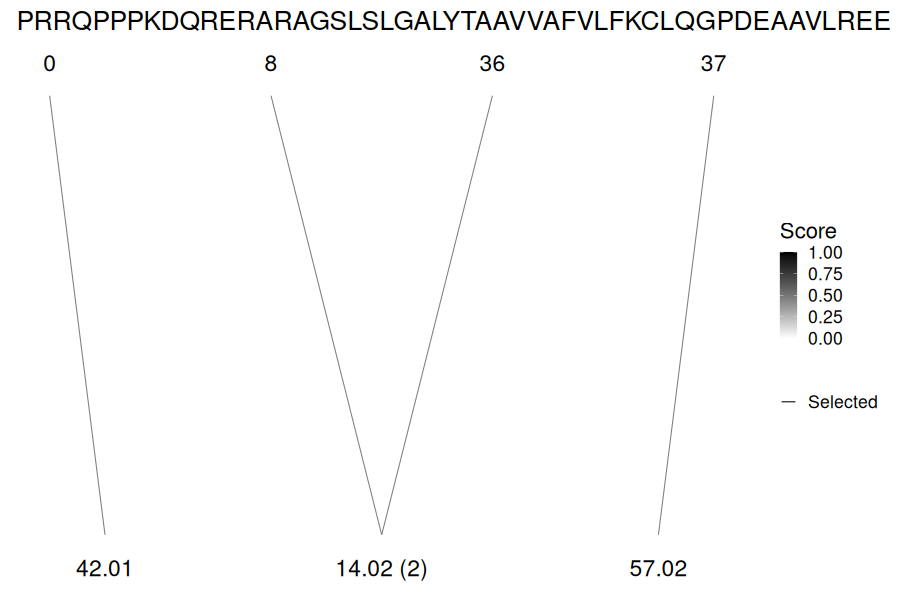 PRRQPPPKDQRERARAGSLSLGALYTAAVVAFVLFKCLQGPDEAAVLREE
0 8 36 37
Score
1.00
0.75
0.50
0.25
0.00
Selected
42.01 14.02 (2) 57.02